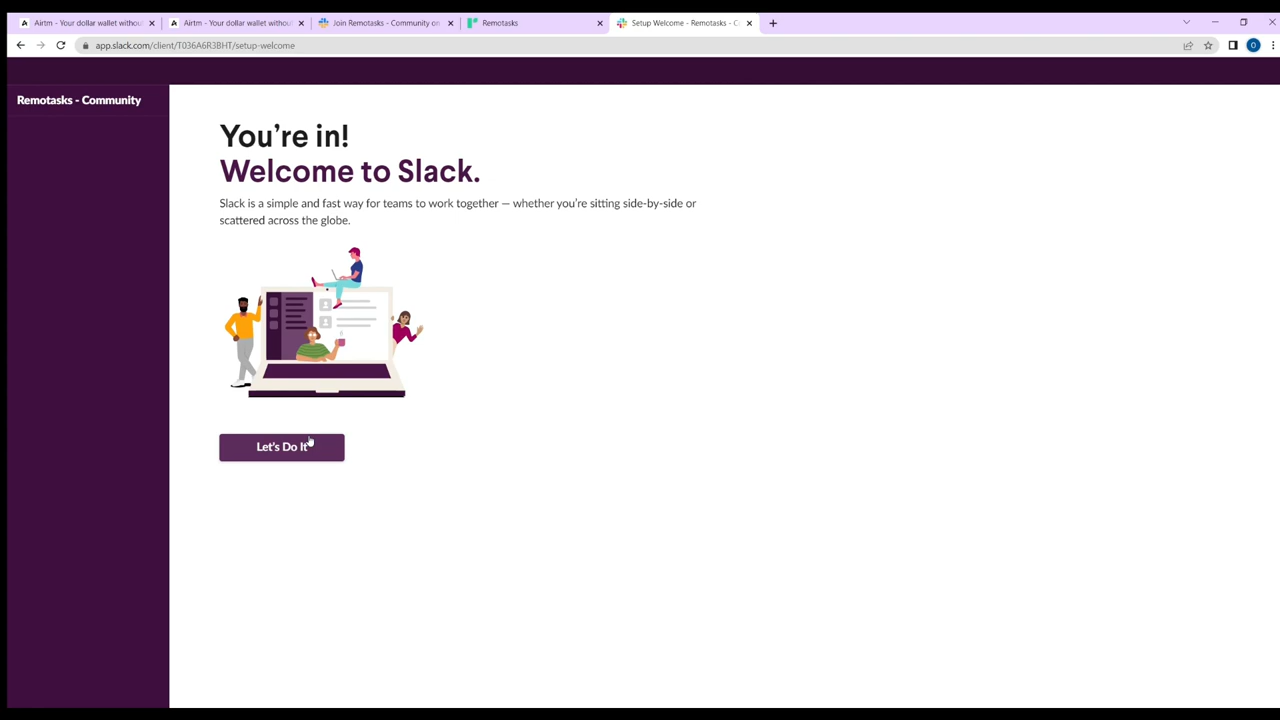 Airtm - Your dollar wallet without
Airtm - Your dollar wallet without
Join Remotasks - Community on
Remotasks
Setup Welcome - Remotasks - C
app.slack.com/client/T036A6R3BHT/setup-welcome
O
Remotasks - Community
You're in!
Welcome to Slack.
Slack is a simple and fast way for teams to work together — whether you're sitting side-by-side or
scattered across the globe.
Let's Do It